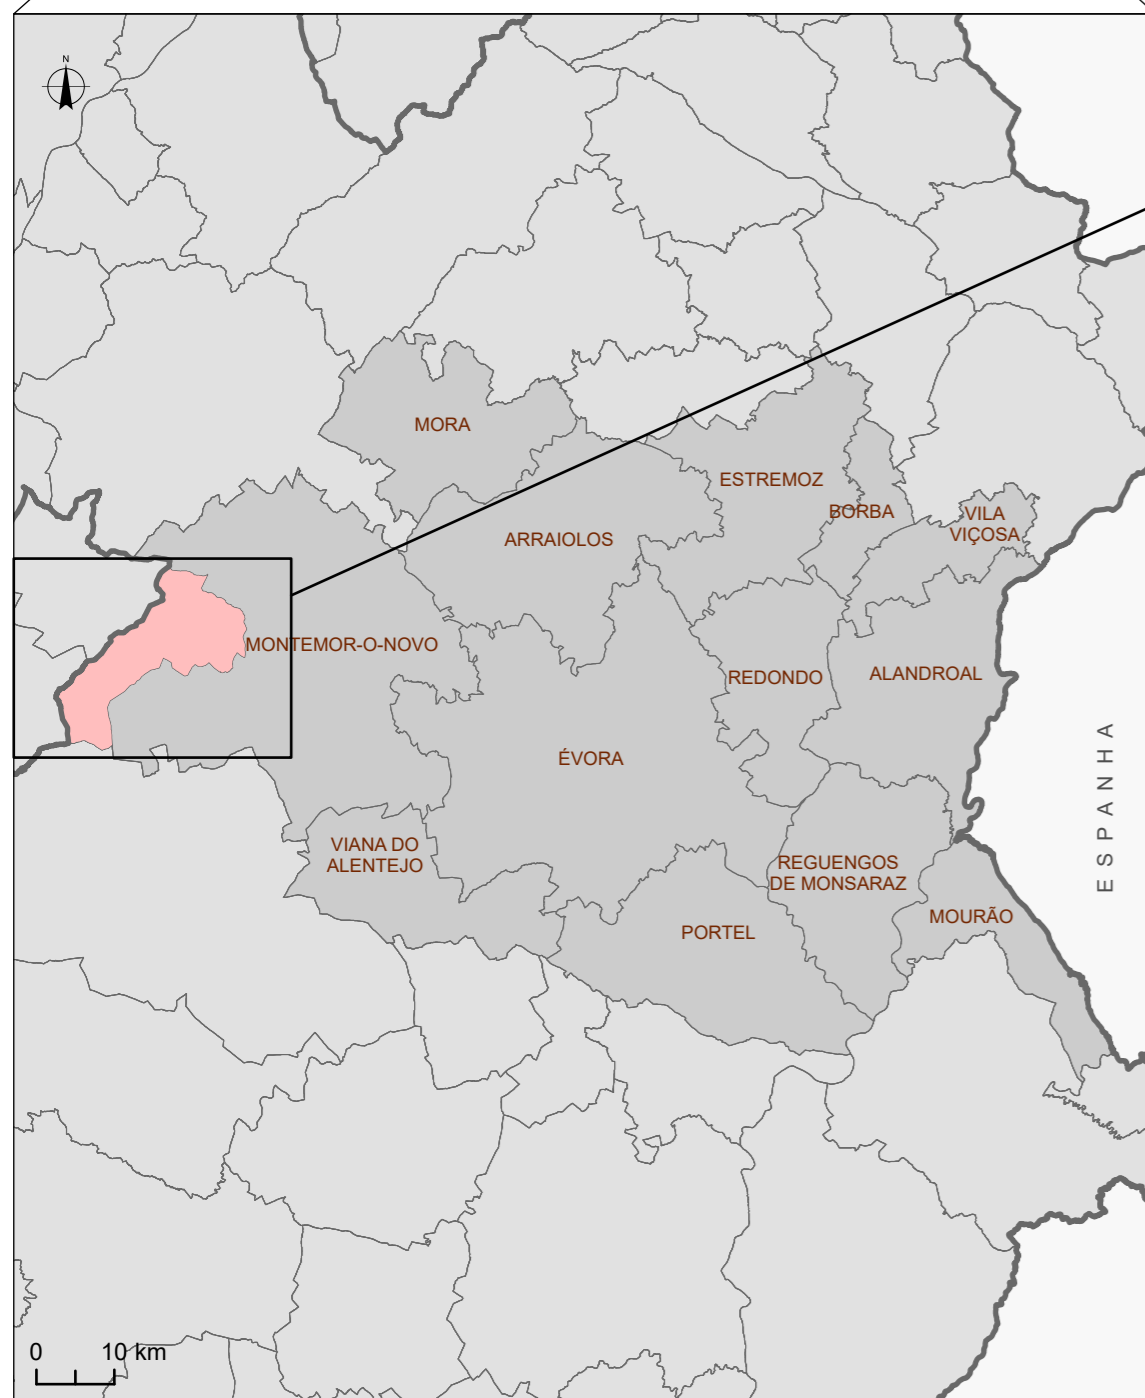 N
MORA
ESTREMOZ
BORBA
VILA
VIÇOSA
ARRAIOLOS
MONTEMOR-O-NOVO
REDONDO
ALANDROAL
ÉVORA
ESPANHA
VIANA DO
ALENTEJO
REGUENGOS
DE MONSARAZ
MOURÃO
PORTEL
0 10 km